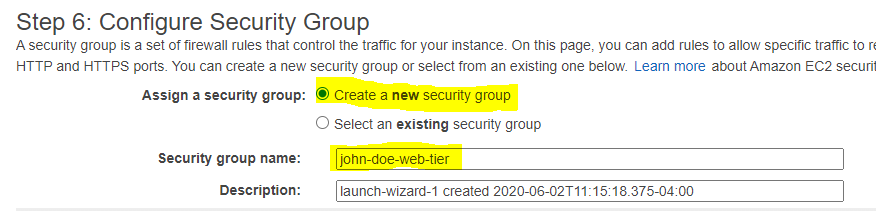 Step 6: Configure Security Group
A security group is a set of firewall rules that control the traffic for your instance. On this page, you can add rules to allow specific traffic to re
HTTP and HTTPS ports. You can create a new security group or select from an existing one below. Learn more about Amazon EC2 securit
Assign a security group: Create a new security group
Select an existing security group
Security group name: john-doe-web-tier
Description: launch-wizard-1 created 2020-06-02T11:15:18.375-04:00